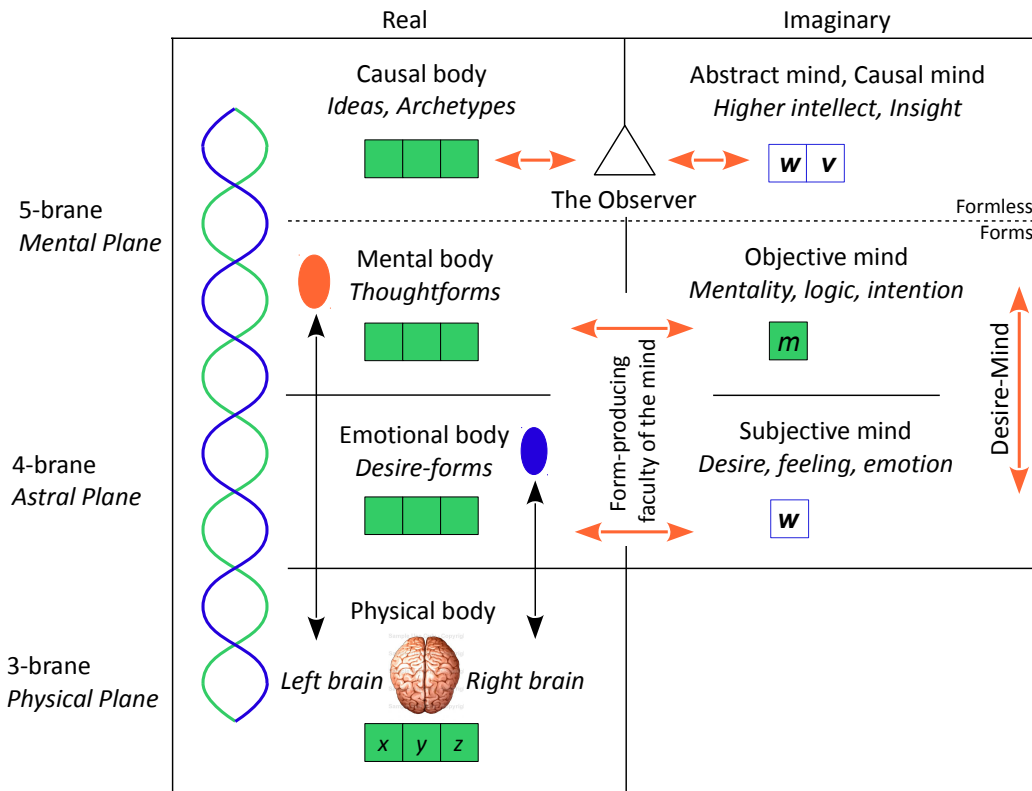 Real
Imaginary
Causal body
Ideas, Archetypes
Abstract mind, Causal mind
Higher intellect, Insight
w v
The Observer
5-brane
Mental Plane
Formless
Forms
Mental body
Thoughtforms
Objective mind
Mentality, logic, intention
m
Form-producing
faculty of the mind
Desire-Mind
4-brane
Astral Plane
Emotional body
Desire-forms
Subjective mind
Desire, feeling, emotion
w
3-brane
Physical Plane
Physical body
Left brain
Right brain
x y z